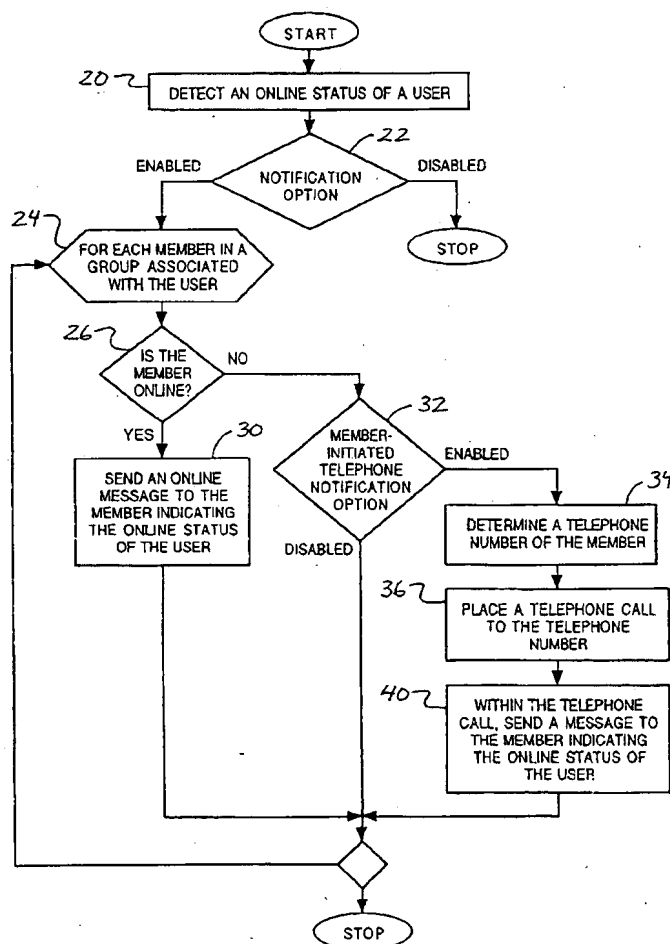 START
20
DETECT AN ONLINE STATUS OF A USER
22
ENABLED
NOTIFICATION
OPTION
DISABLED
STOP
24
FOR EACH MEMBER IN A
GROUP ASSOCIATED
WITH THE USER
26
IS THE
MEMBER
ONLINE?
NO
YES
30
SEND AN ONLINE
MESSAGE TO THE
MEMBER INDICATING
THE ONLINE STATUS
OF THE USER
32
MEMBER-
INITIATED
TELEPHONE
NOTIFICATION
OPTION
ENABLED
DISABLED
34
DETERMINE A TELEPHONE
NUMBER OF THE MEMBER
36
PLACE A TELEPHONE CALL
TO THE TELEPHONE
NUMBER
40
WITHIN THE TELEPHONE
CALL, SEND A MESSAGE TO
THE MEMBER INDICATING
THE ONLINE STATUS OF
THE USER
STOP